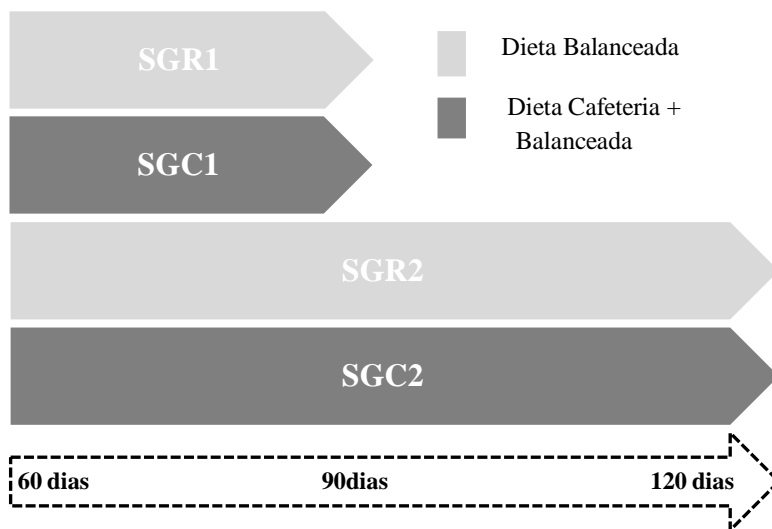 SGR1
Dieta Balanceada
Dieta Cafeteria +
Balanceada
SGC1
SGR2
SGC2
60 dias
90dias
120 dias